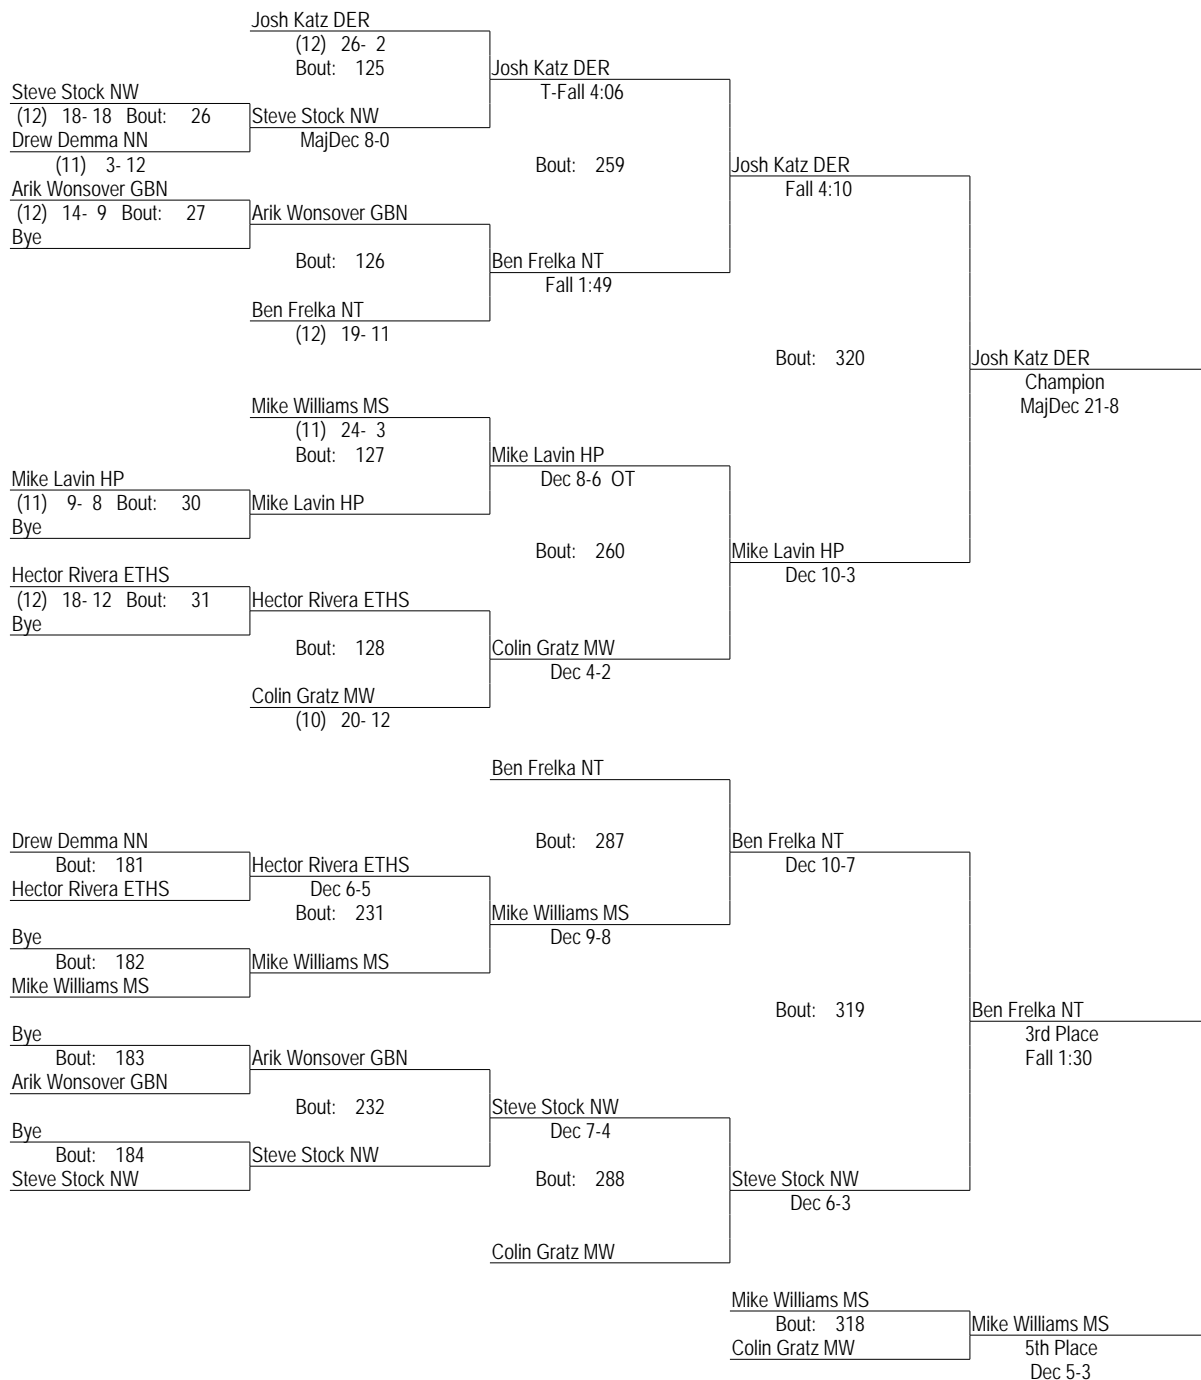 Josh Katz DER
(12) 26- 2
Bout: 125
Josh Katz DER
Steve Stock NW
T-Fall 4:06
(12) 18- 18 Bout: 26
Steve Stock NW
Drew Demma NN
MajDec 8-0
(11) 3- 12
Bout: 259
Josh Katz DER
Arik Wonsover GBN
Fall 4:10
(12) 14- 9 Bout: 27
Arik Wonsover GBN
Bye
Bout: 126
Ben Frelka NT
Fall 1:49
Ben Frelka NT
(12) 19- 11
Bout: 320
Josh Katz DER
Champion
MajDec 21-8
Mike Williams MS
(11) 24- 3
Bout: 127
Mike Lavin HP
Mike Lavin HP
Dec 8-6 OT
(11) 9- 8 Bout: 30
Mike Lavin HP
Bye
Bout: 260
Mike Lavin HP
Hector Rivera ETHS
Dec 10-3
(12) 18- 12 Bout: 31
Hector Rivera ETHS
Bye
Bout: 128
Colin Gratz MW
Dec 4-2
Colin Gratz MW
(10) 20- 12
Ben Frelka NT
Drew Demma NN
Bout: 287
Ben Frelka NT
Bout: 181
Hector Rivera ETHS
Dec 10-7
Hector Rivera ETHS
Dec 6-5
Bout: 231
Mike Williams MS
Bye
Dec 9-8
Bout: 182
Mike Williams MS
Mike Williams MS
Bout: 319
Ben Frelka NT
Bye
3rd Place
Bout: 183
Arik Wonsover GBN
Fall 1:30
Arik Wonsover GBN
Bout: 232
Steve Stock NW
Bye
Dec 7-4
Bout: 184
Steve Stock NW
Steve Stock NW
Bout: 288
Steve Stock NW
Dec 6-3
Colin Gratz MW
Mike Williams MS
Bout: 318
Mike Williams MS
Colin Gratz MW
5th Place
Dec 5-3